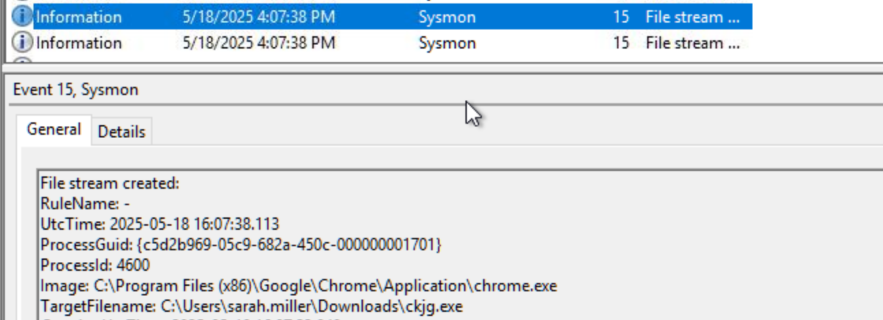 Information 5/18/2025 4:07:38 PM Sysmon 15 File stream ...
Information 5/18/2025 4:07:38 PM Sysmon 15 File stream ...
Event 15, Sysmon
General Details
File stream created:
RuleName: -
UtcTime: 2025-05-18 16:07:38.113
ProcessGuid: {c5d2b969-05c9-682a-450c-000000001701}
ProcessId: 4600
Image: C:\Program Files (x86)\Google\Chrome\Application\chrome.exe
TargetFilename: C:\Users\sarah.miller\Downloads\ckjg.exe